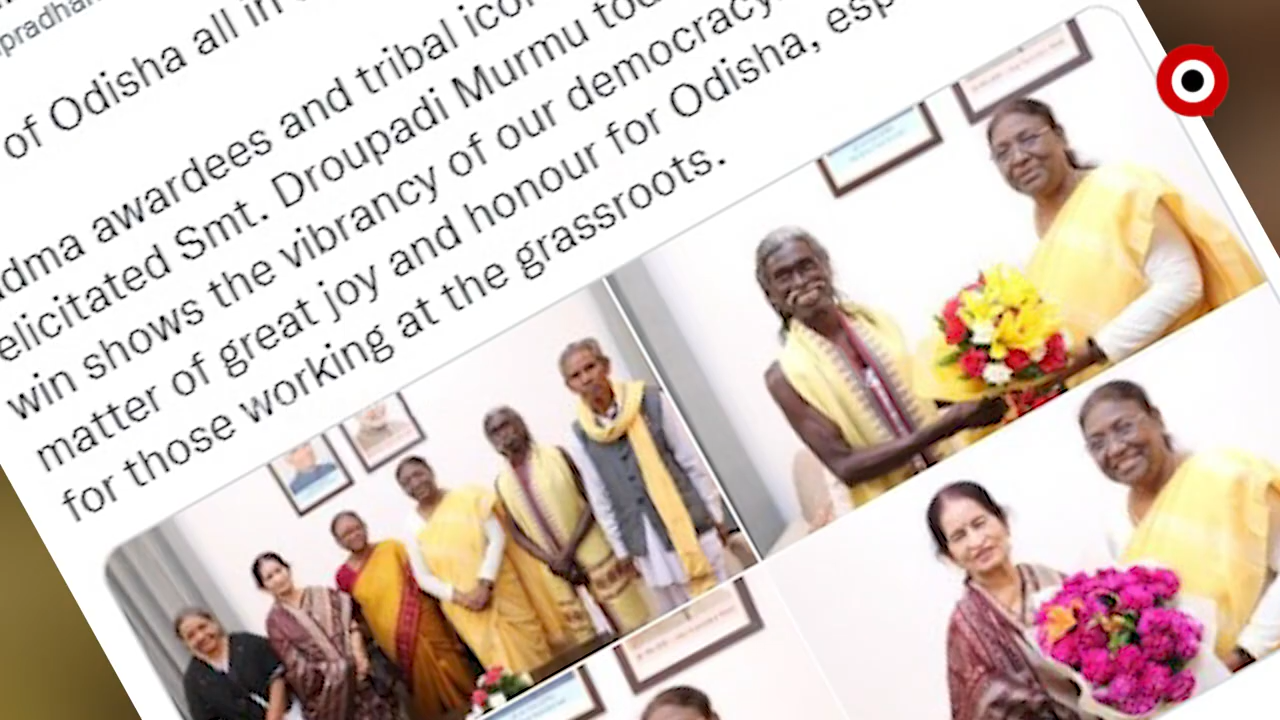 pradhan
of Odisha all in
dma awardees and tribal ico
elicitated Smt. Droupadi Murmu to
win shows the vibrancy of our democracy.
matter of great joy and honour for Odisha, esp
for those working at the grassroots.